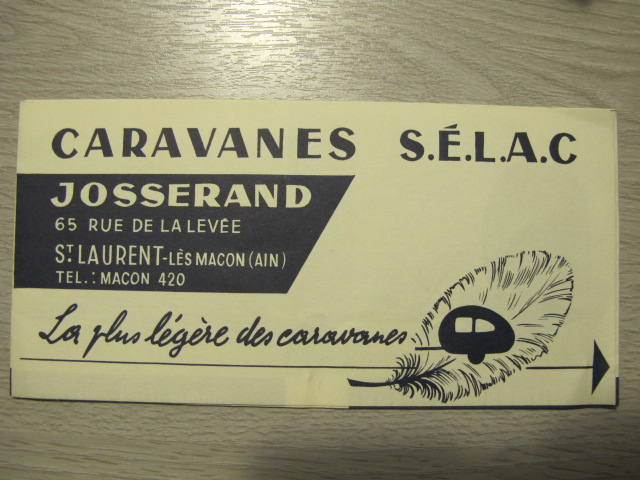 CARAVANES S.É.L.A.C
JOSSERAND
65 RUE DE LA LEVÉE
ST LAURENT-LÈS MACON (AIN)
TEL.: MACON 420
La plus légère des caravanes